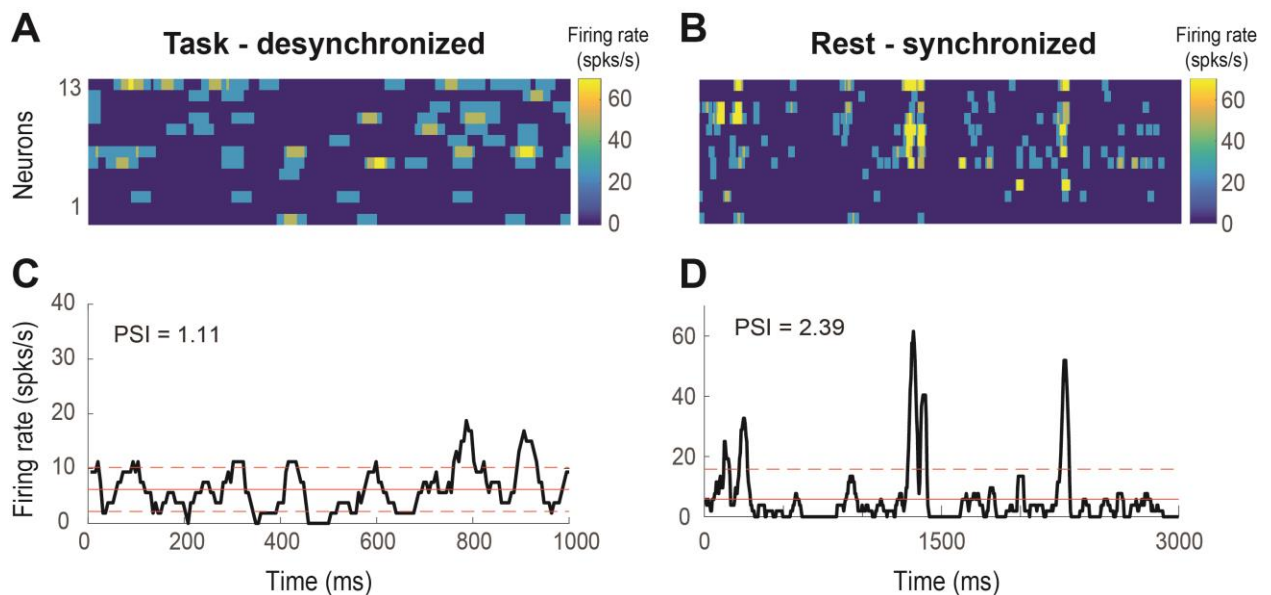 A
Task - desynchronized
Firing rate
(spks/s)
13
Neurons
1
60
40
20
0
B
Rest - synchronized
Firing rate
(spks/s)
60
40
20
0
C
PSI = 1.11
Firing rate (spks/s)
40
30
20
10
0
0
200
400
600
800
1000
Time (ms)
D
PSI = 2.39
60
40
20
0
0
1500
3000
Time (ms)